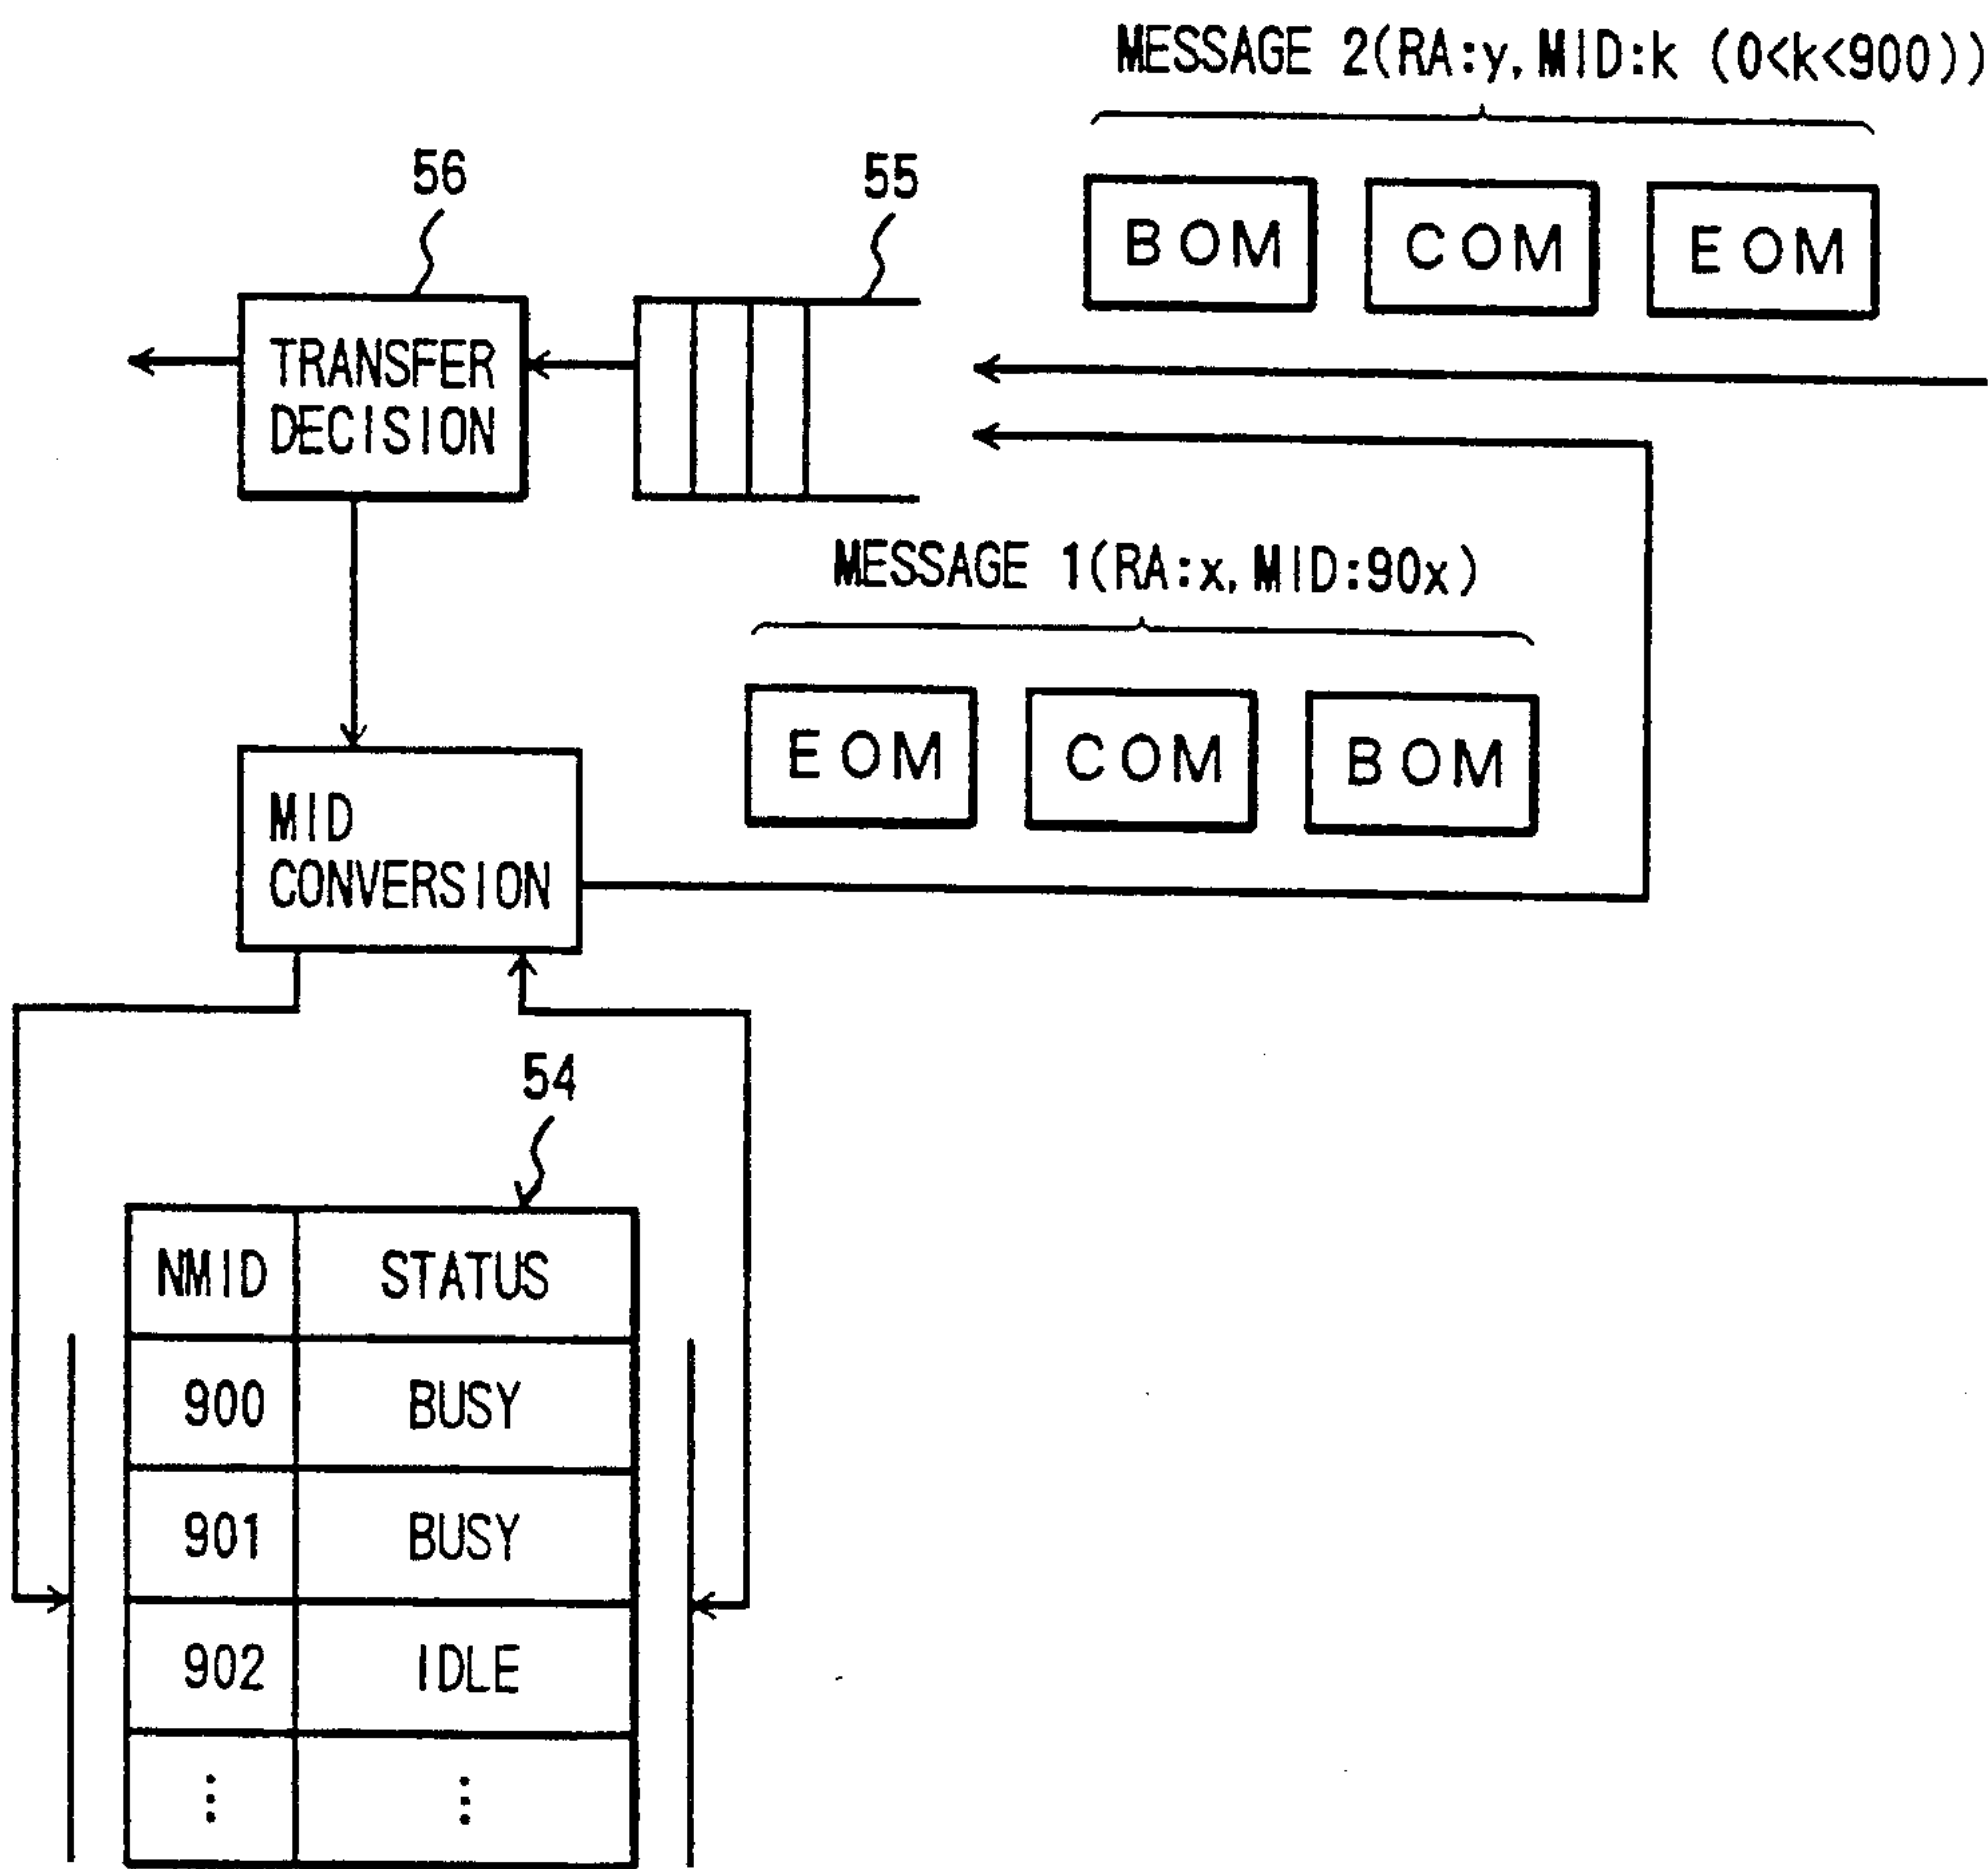 MESSAGE 2(RA:y,MID:k (0<k<900))
56
55
BOM COM EOM
TRANSFER
DECISION
MESSAGE 1(RA:x,MID:90x)
EOM COM BOM
MID
CONVERSION
54
NMID STATUS
900 BUSY
901 BUSY
902 IDLE
⋮ ⋮